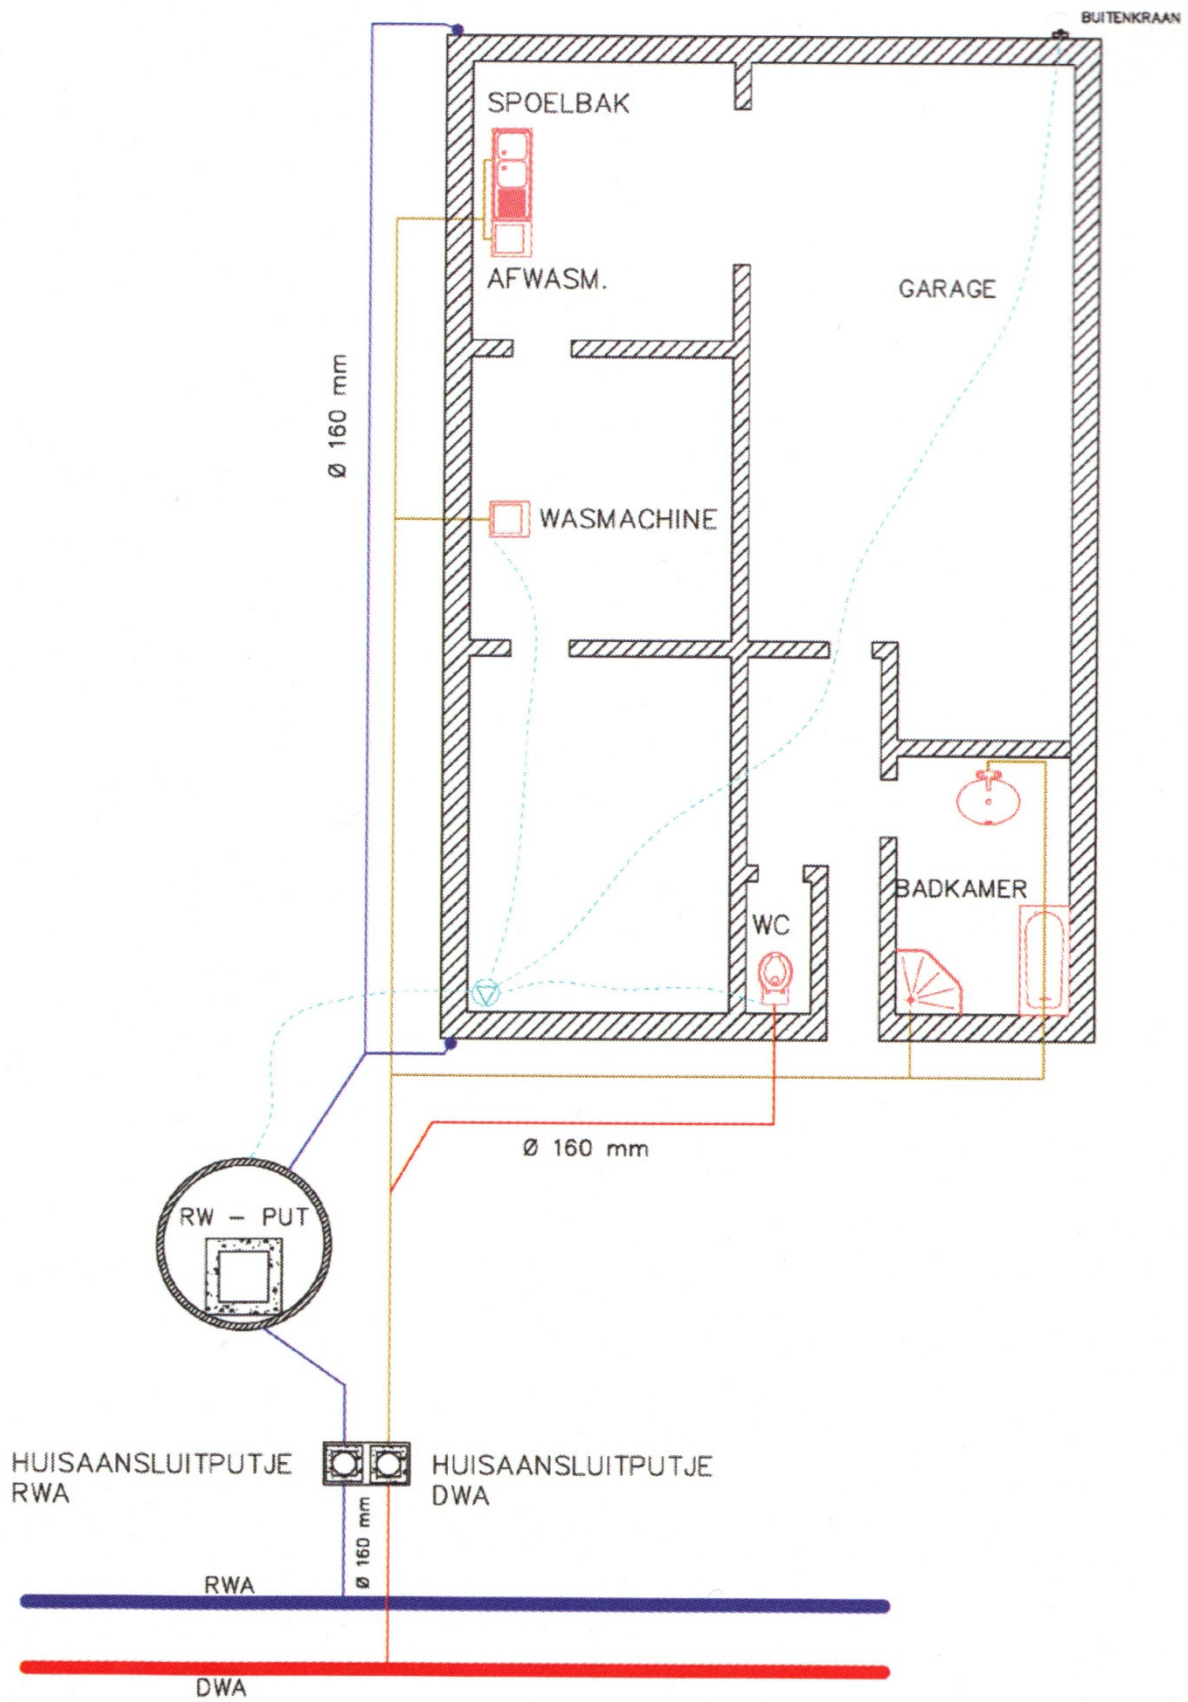 BUITENKRAAN
SPOELBAK
AFWASM.
GARAGE
Ø 160 mm
WASMACHINE
BADKAMER
WC
Ø 160 mm
RW - PUT
HUISAANSLUITPUTJE
RWA
HUISAANSLUITPUTJE
DWA
Ø 160 mm
RWA
DWA